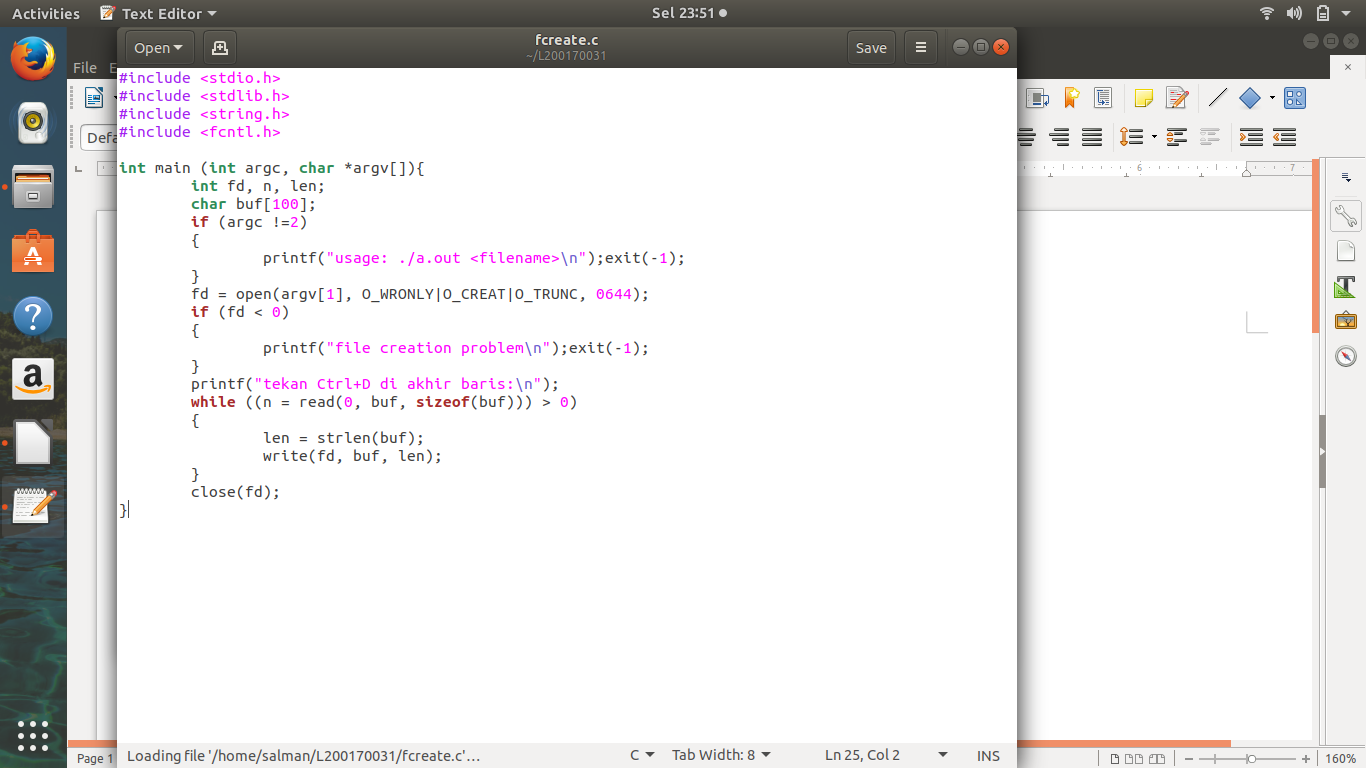 Activities
Text Editor
Sel 23:51
Open
fcreate.c
~/L200170031
Save
File
Defa
6
7
#include <stdio.h>
#include <stdlib.h>
#include <string.h>
#include <fcntl.h>
int main (int argc, char *argv[]){
int fd, n, len;
char buf[100];
if (argc !=2)
{
printf("usage: ./a.out <filename>\n");exit(-1);
}
fd = open(argv[1], O_WRONLY|O_CREAT|O_TRUNC, 0644);
if (fd < 0)
{
printf("file creation problem\n");exit(-1);
}
printf("tekan Ctrl+D di akhir baris:\n");
while ((n = read(0, buf, sizeof(buf))) > 0)
{
len = strlen(buf);
write(fd, buf, len);
}
close(fd);
}
Loading file '/home/salman/L200170031/fcreate.c'…
C
Tab Width: 8
Ln 25, Col 2
INS
Page 1
160%